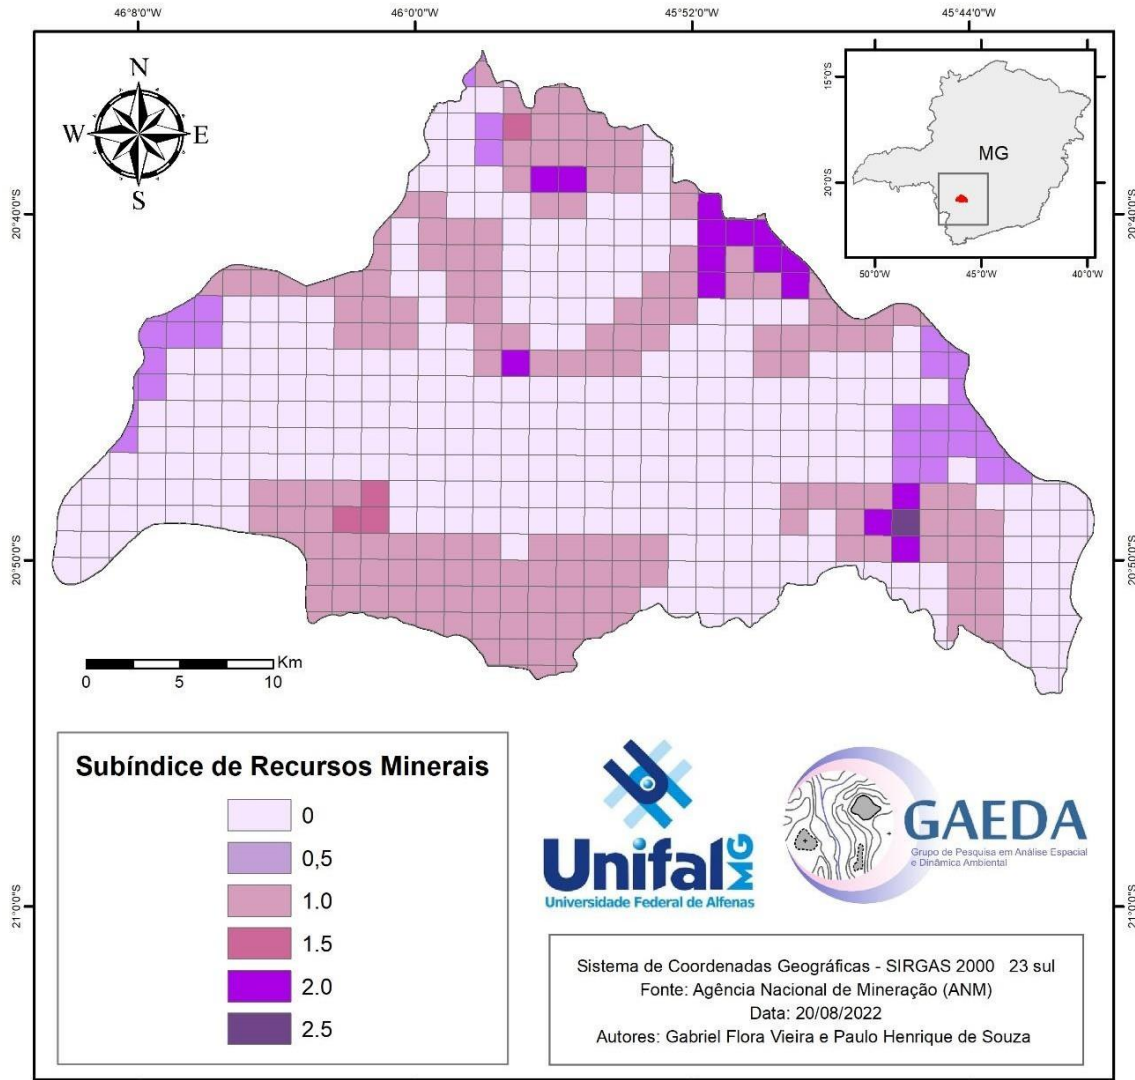 46°8'0"W 46°0'0"W 45°52'0"W 45°44'0"W
N
W E
S
15°0'S
20°0'S
MG
50°0'W 45°0'W 40°0'W
20°40'0"S 20°40'0"S
20°50'0"S 20°50'0"S
21°0'0"S 21°0'0"S
Km
0 5 10
Subíndice de Recursos Minerais
0
0,5
1.0
1.5
2.0
2.5
Unifal MG
Universidade Federal de Alfenas
GAEDA
Grupo de Pesquisa em Análise Espacial
e Dinâmica Ambiental
Sistema de Coordenadas Geográficas - SIRGAS 2000 23 sul
Fonte: Agência Nacional de Mineração (ANM)
Data: 20/08/2022
Autores: Gabriel Flora Vieira e Paulo Henrique de Souza